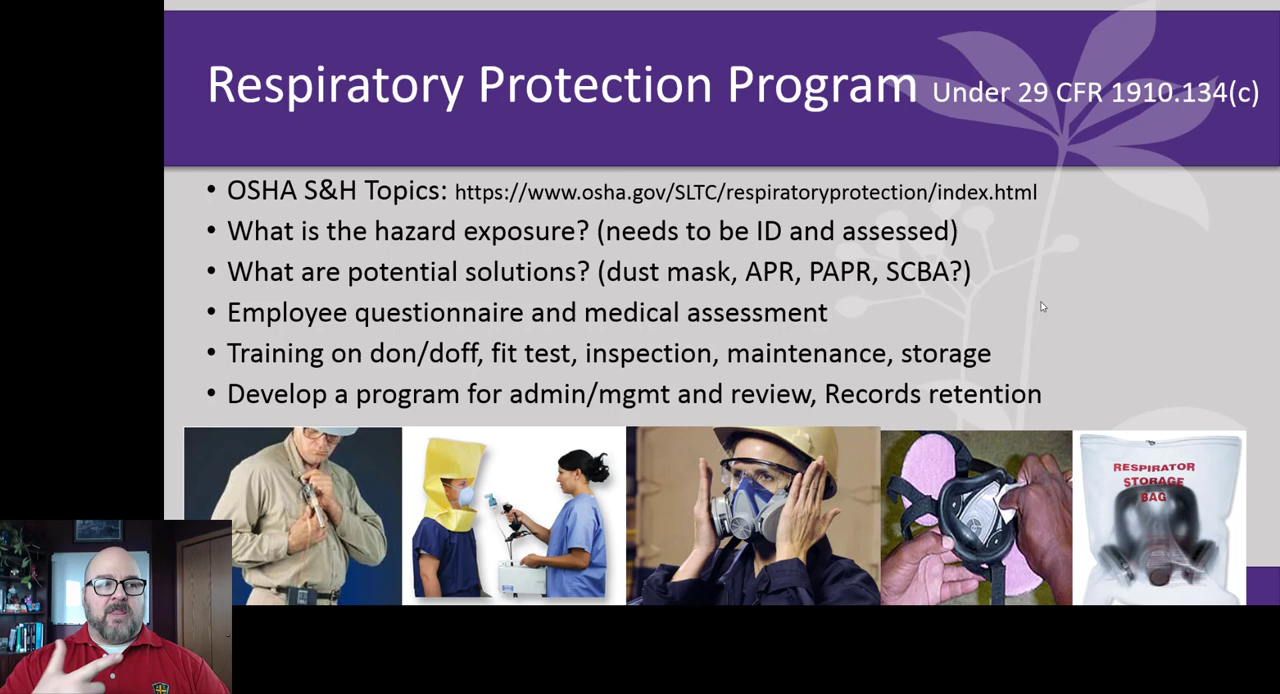 Respiratory Protection Program Under 29 CFR 1910.134(c)
• OSHA S&H Topics: https://www.osha.gov/SLTC/respiratoryprotection/index.html
• What is the hazard exposure? (needs to be ID and assessed)
• What are potential solutions? (dust mask, APR, PAPR, SCBA?)
• Employee questionnaire and medical assessment
• Training on don/doff, fit test, inspection, maintenance, storage
• Develop a program for admin/mgmt and review, Records retention
RESPIRATOR
STORAGE
BAG